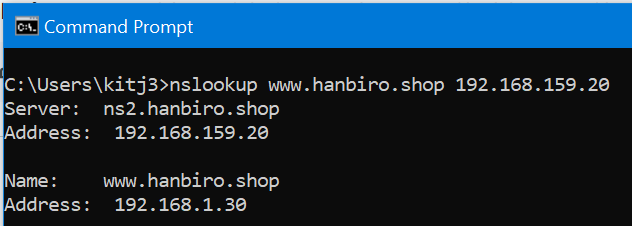 Command Prompt
C:\Users\kitj3>nslookup www.hanbiro.shop 192.168.159.20
Server:  ns2.hanbiro.shop
Address:  192.168.159.20
Name:    www.hanbiro.shop
Address:  192.168.1.30